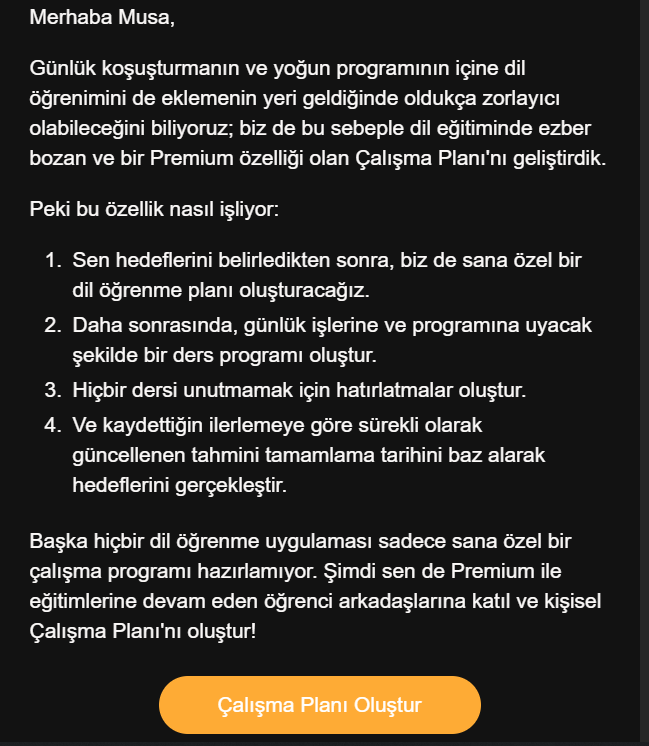 Merhaba Musa,
Günlük koşuşturmanın ve yoğun programının içine dil
öğrenimini de eklemenin yeri geldiğinde oldukça zorlayıcı
olabileceğini biliyoruz; biz de bu sebeple dil eğitiminde ezber
bozan ve bir Premium özelliği olan Çalışma Planı'nı geliştirdik.
Peki bu özellik nasıl işliyor:
1. Sen hedeflerini belirledikten sonra, biz de sana özel bir
dil öğrenme planı oluşturacağız.
2. Daha sonrasında, günlük işlerine ve programına uyacak
şekilde bir ders programı oluştur.
3. Hiçbir dersi unutmamak için hatırlatmalar oluştur.
4. Ve kaydettiğin ilerlemeye göre sürekli olarak
güncellenen tahmini tamamlama tarihini baz alarak
hedeflerini gerçekleştir.
Başka hiçbir dil öğrenme uygulaması sadece sana özel bir
çalışma programı hazırlamıyor. Şimdi sen de Premium ile
eğitimlerine devam eden öğrenci arkadaşlarına katıl ve kişisel
Çalışma Planı'nı oluştur!
Çalışma Planı Oluştur